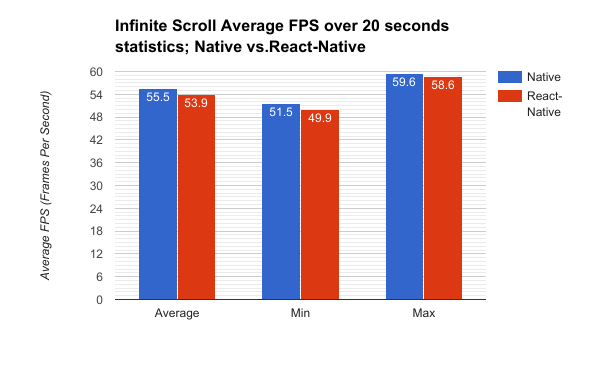 Infinite Scroll Average FPS over 20 seconds
statistics; Native vs.React-Native
Average FPS (Frames Per Second)
60
54
48
42
36
30
24
18
12
6
0
55.5
53.9
51.5
49.9
59.6
58.6
Average
Min
Max
Native
React-
Native